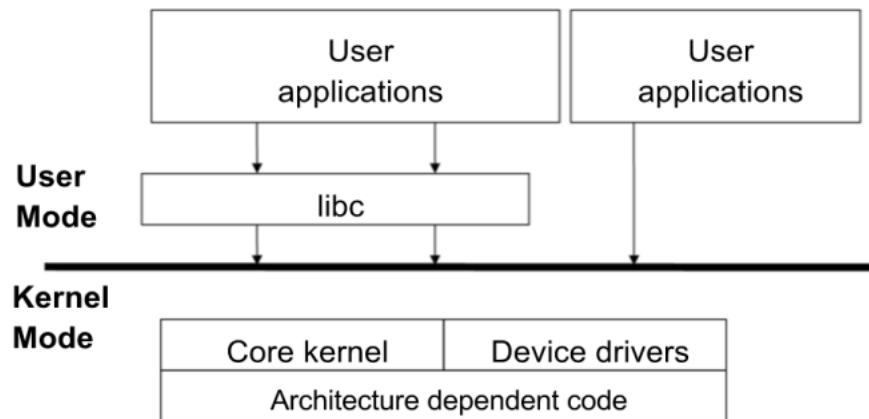 User
applications
User
applications
User
Mode
libc
Kernel
Mode
Core kernel
Device drivers
Architecture dependent code